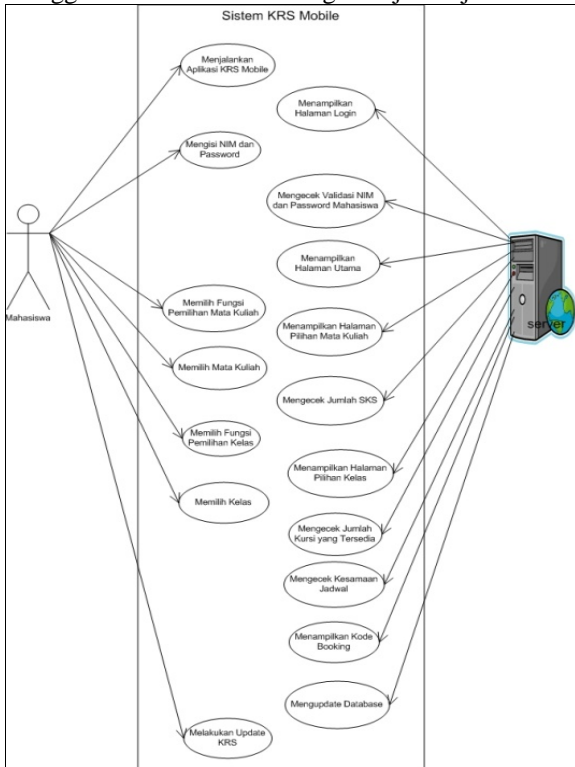 Sistem KRS Mobile
Menjalankan
Aplikasi KRS Mobile
Menampilkan
Halaman Login
Mengisi NIM dan
Password
Mengecek Validasi NIM
dan Password Mahasiswa
Menampilkan
Halaman Utama
Mahasiswa
server
Memilih Fungsi
Pemilihan Mata Kuliah
Menampilkan Halaman
Pilihan Mata Kuliah
Memilih Mata Kuliah
Mengecek Jumlah SKS
Memilih Fungsi
Pemilihan Kelas
Menampilkan Halaman
Pilihan Kelas
Memilih Kelas
Mengecek Jumlah
Kursi yang Tersedia
Mengecek Kesamaan
Jadwal
Menampilkan Kode
Booking
Mengupdate Database
Melakukan Update
KRS